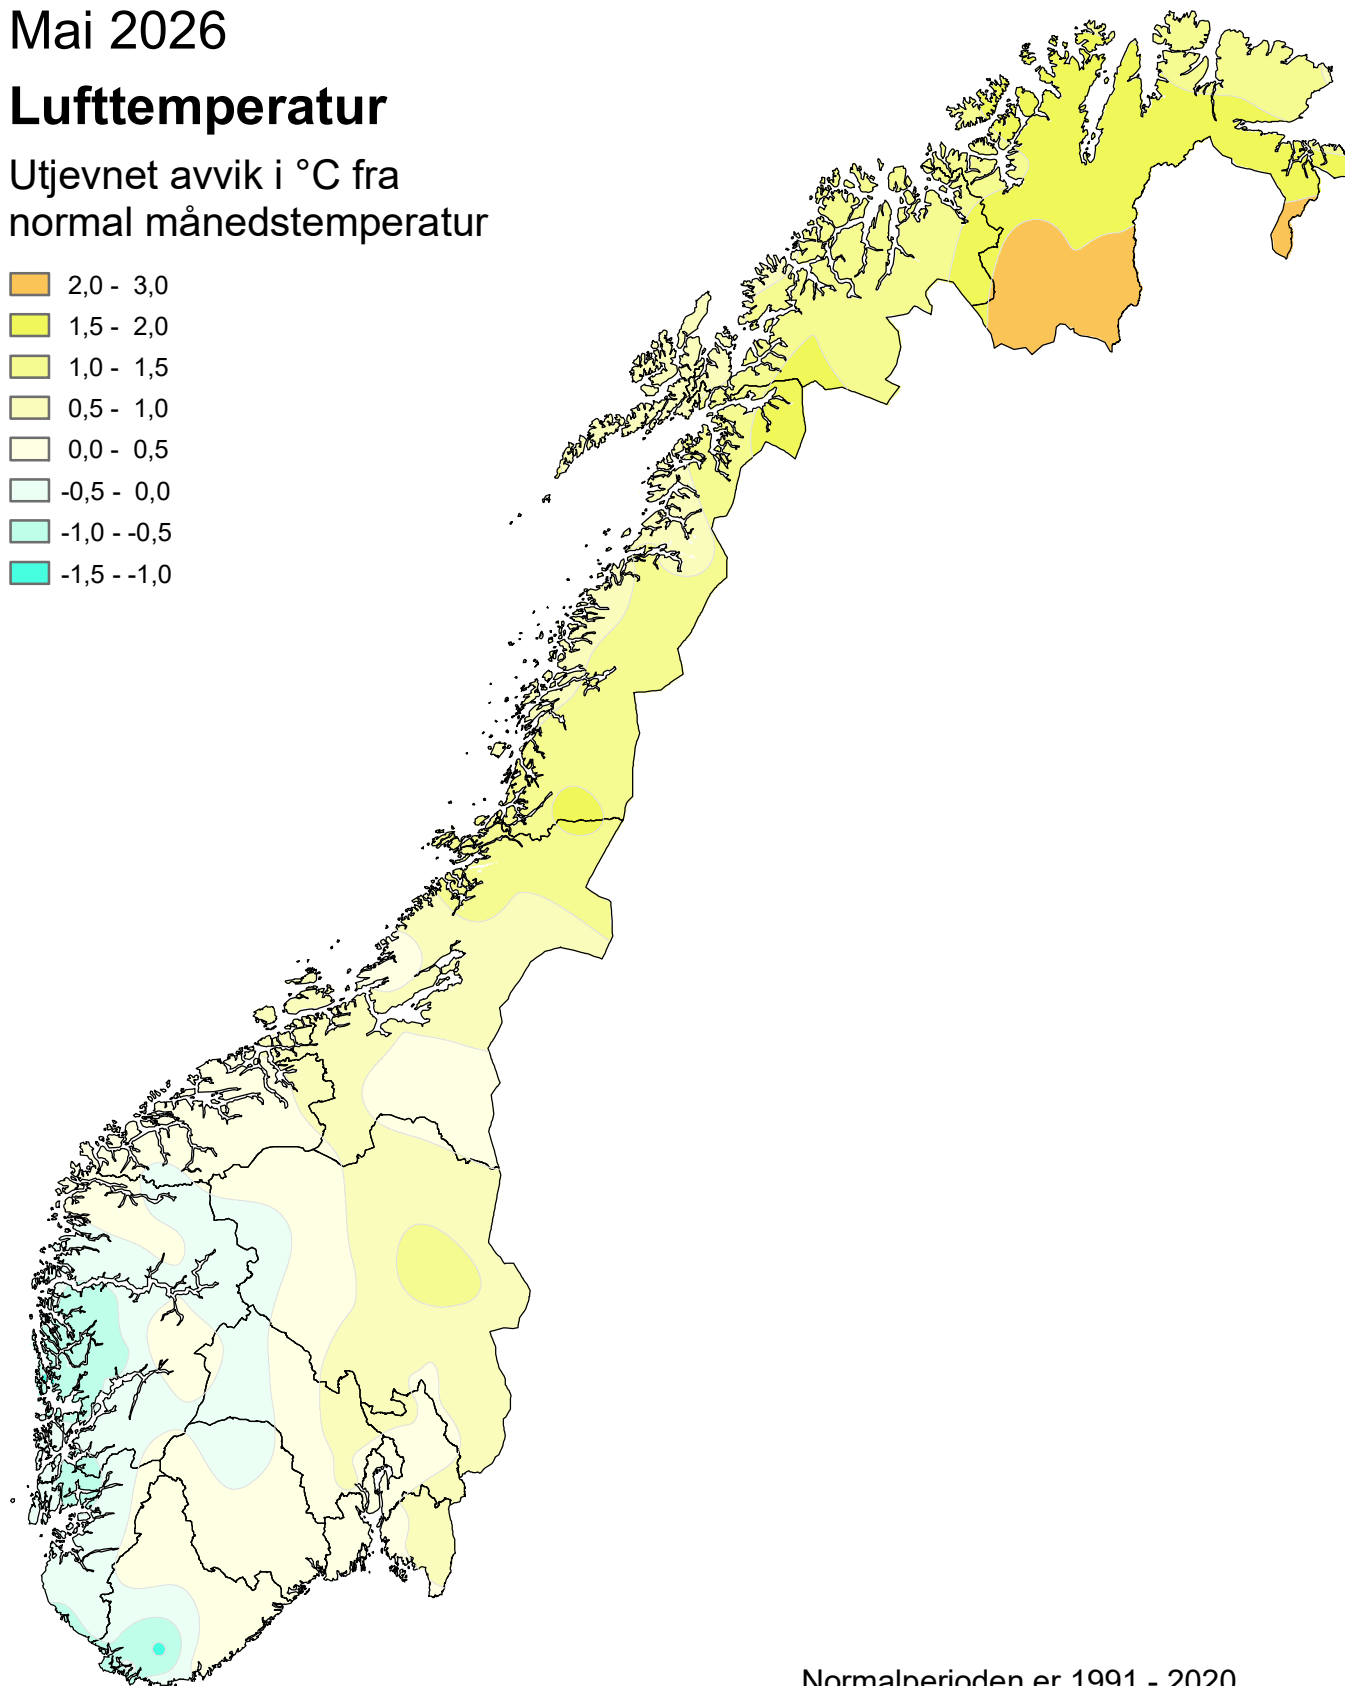 Mai 2026
Lufttemperatur
Utjevnet avvik i °C fra
normal månedstemperatur
2,0 - 3,0
1,5 - 2,0
1,0 - 1,5
0,5 - 1,0
0,0 - 0,5
-0,5 - 0,0
-1,0 - -0,5
-1,5 - -1,0
Normalperioden er 1991 - 2020